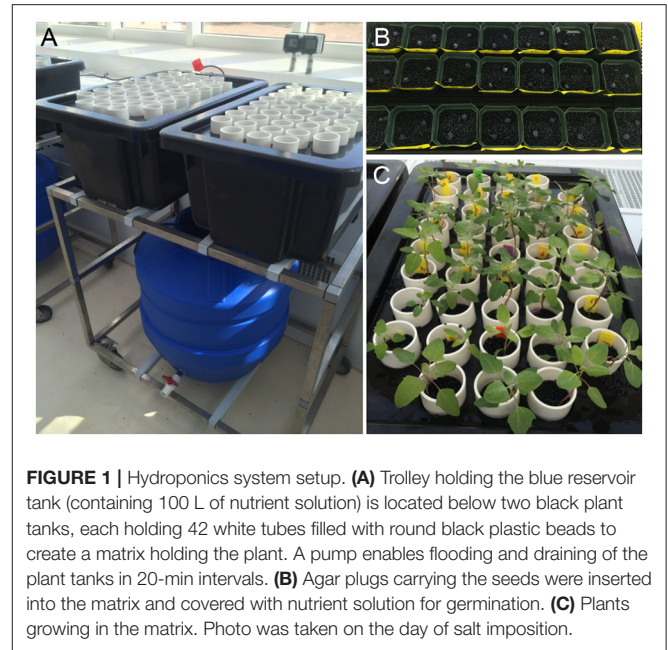 A
B
C
FIGURE 1 | Hydroponics system setup. (A) Trolley holding the blue reservoir
tank (containing 100 L of nutrient solution) is located below two black plant
tanks, each holding 42 white tubes filled with round black plastic beads to
create a matrix holding the plant. A pump enables flooding and draining of the
plant tanks in 20-min intervals. (B) Agar plugs carrying the seeds were inserted
into the matrix and covered with nutrient solution for germination. (C) Plants
growing in the matrix. Photo was taken on the day of salt imposition.